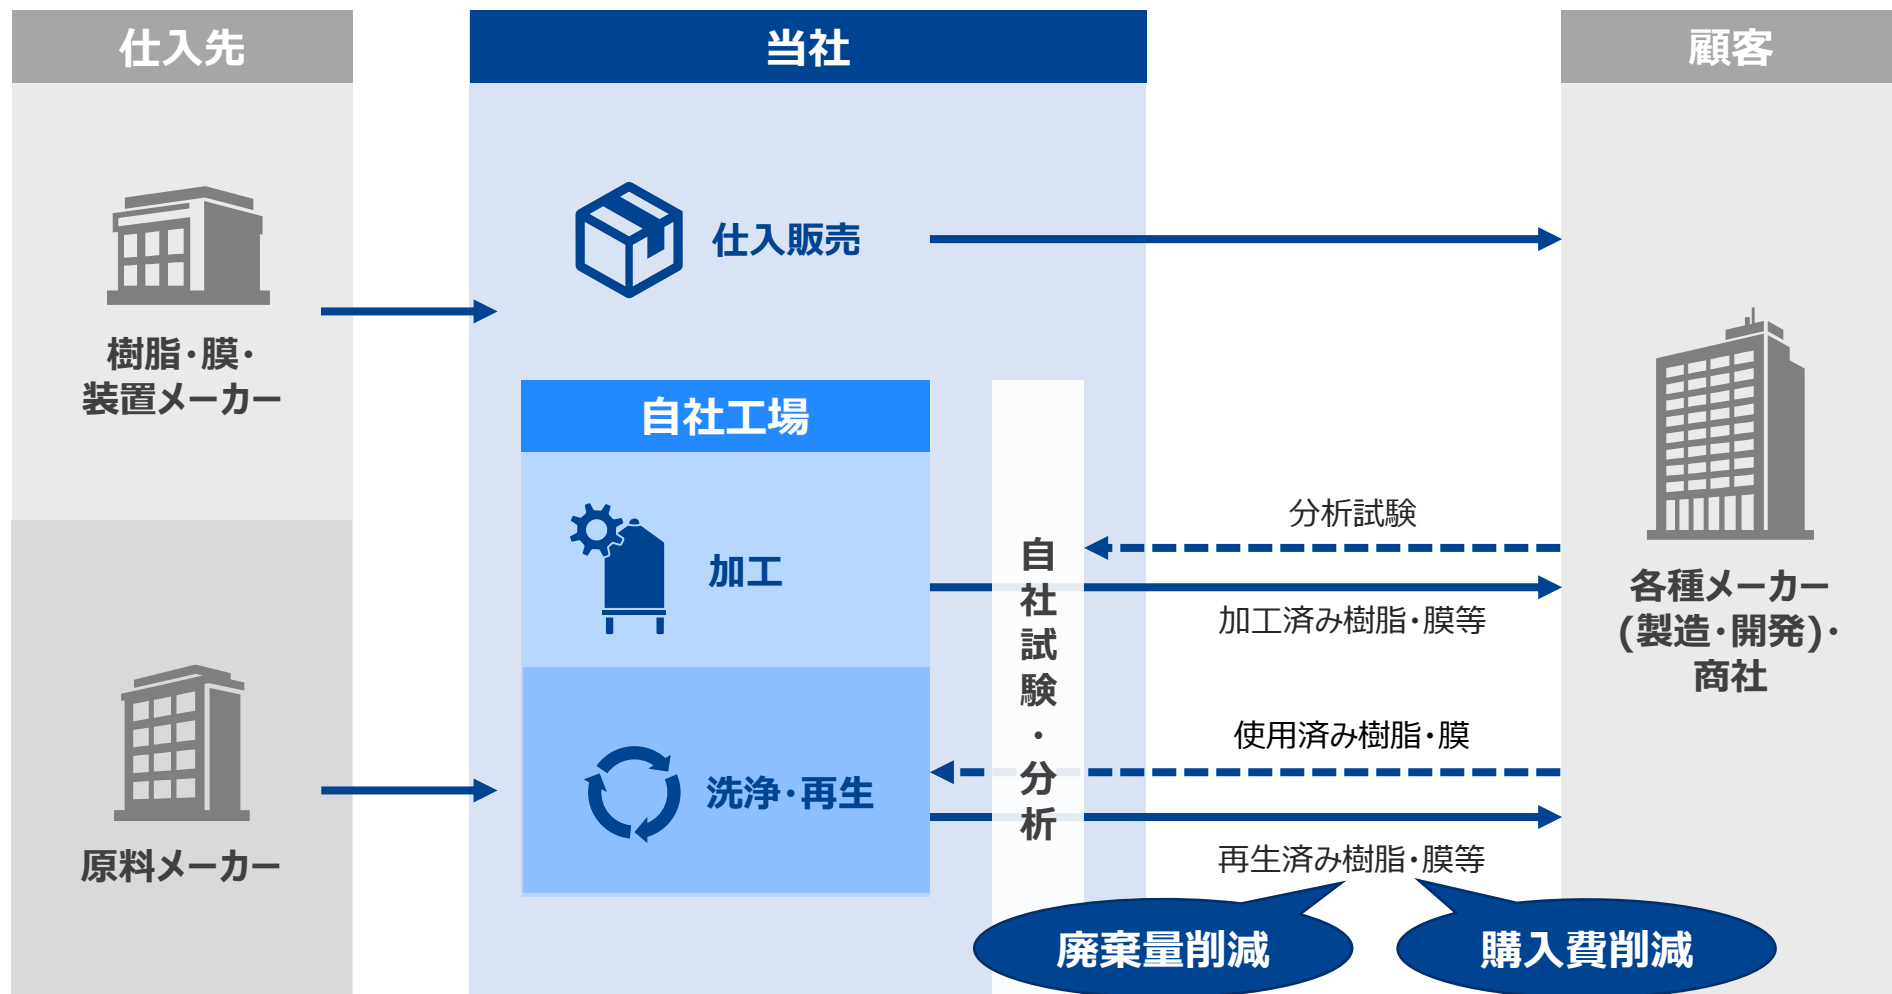 仕入先
当社
顧客
樹脂・膜・
装置メーカー
原料メーカー
仕入販売
自社工場
加工
洗浄・再生
自社試験・分析
分析試験
加工済み樹脂・膜等
使用済み樹脂・膜
再生済み樹脂・膜等
廃棄量削減
購入費削減
各種メーカー
(製造・開発)・
商社